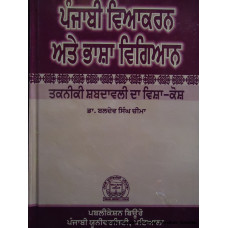 ਪੰਜਾਬੀ ਵਿਆਕਰਨ
ਅਤੇ ਭਾਸ਼ਾ ਵਿਗਿਆਨ
ਤਕਨੀਕੀ ਸ਼ਬਦਾਵਲੀ ਦਾ ਵਿਸ਼ਾ-ਕੋਸ਼
ਡਾ. ਬਲਦੇਵ ਸਿੰਘ ਚੀਮਾ
ਪਬਲੀਕੇਸ਼ਨ ਬਿਊਰੋ
ਪੰਜਾਬੀ ਯੂਨੀਵਰਸਿਟੀ, ਪਟਿਆਲਾ